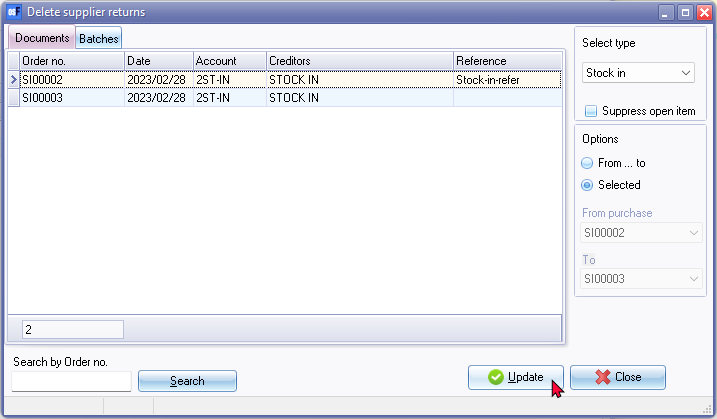 Delete supplier returns
Documents Batches
Order no. Date Account Creditors Reference
SI00002 2023/02/28 2ST-IN STOCK IN Stock-in-refer
SI00003 2023/02/28 2ST-IN STOCK IN
2
Search by Order no.
Search
Select type
Stock in
Suppress open item
Options
From ... to
Selected
From purchase
SI00002
To
SI00003
Update Close